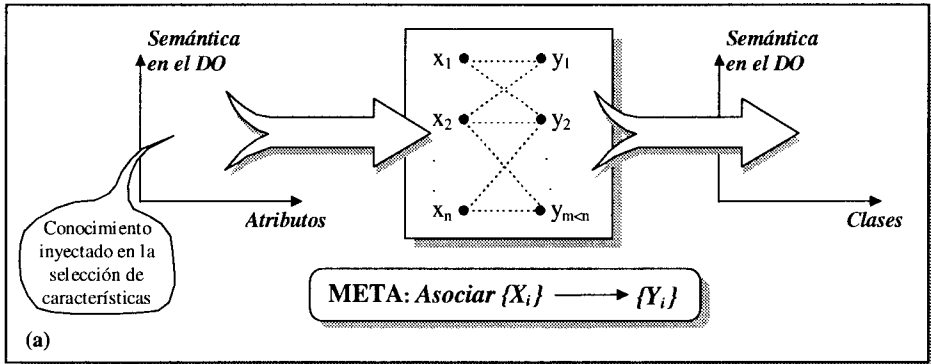 Semántica
en el DO
Atributos
Conocimiento
inyectado en la
selección de
características
x1 y1
x2 y2
. .
. .
xn ym<n
Semántica
en el DO
Clases
META: Asociar {Xi} → {Yi}
(a)